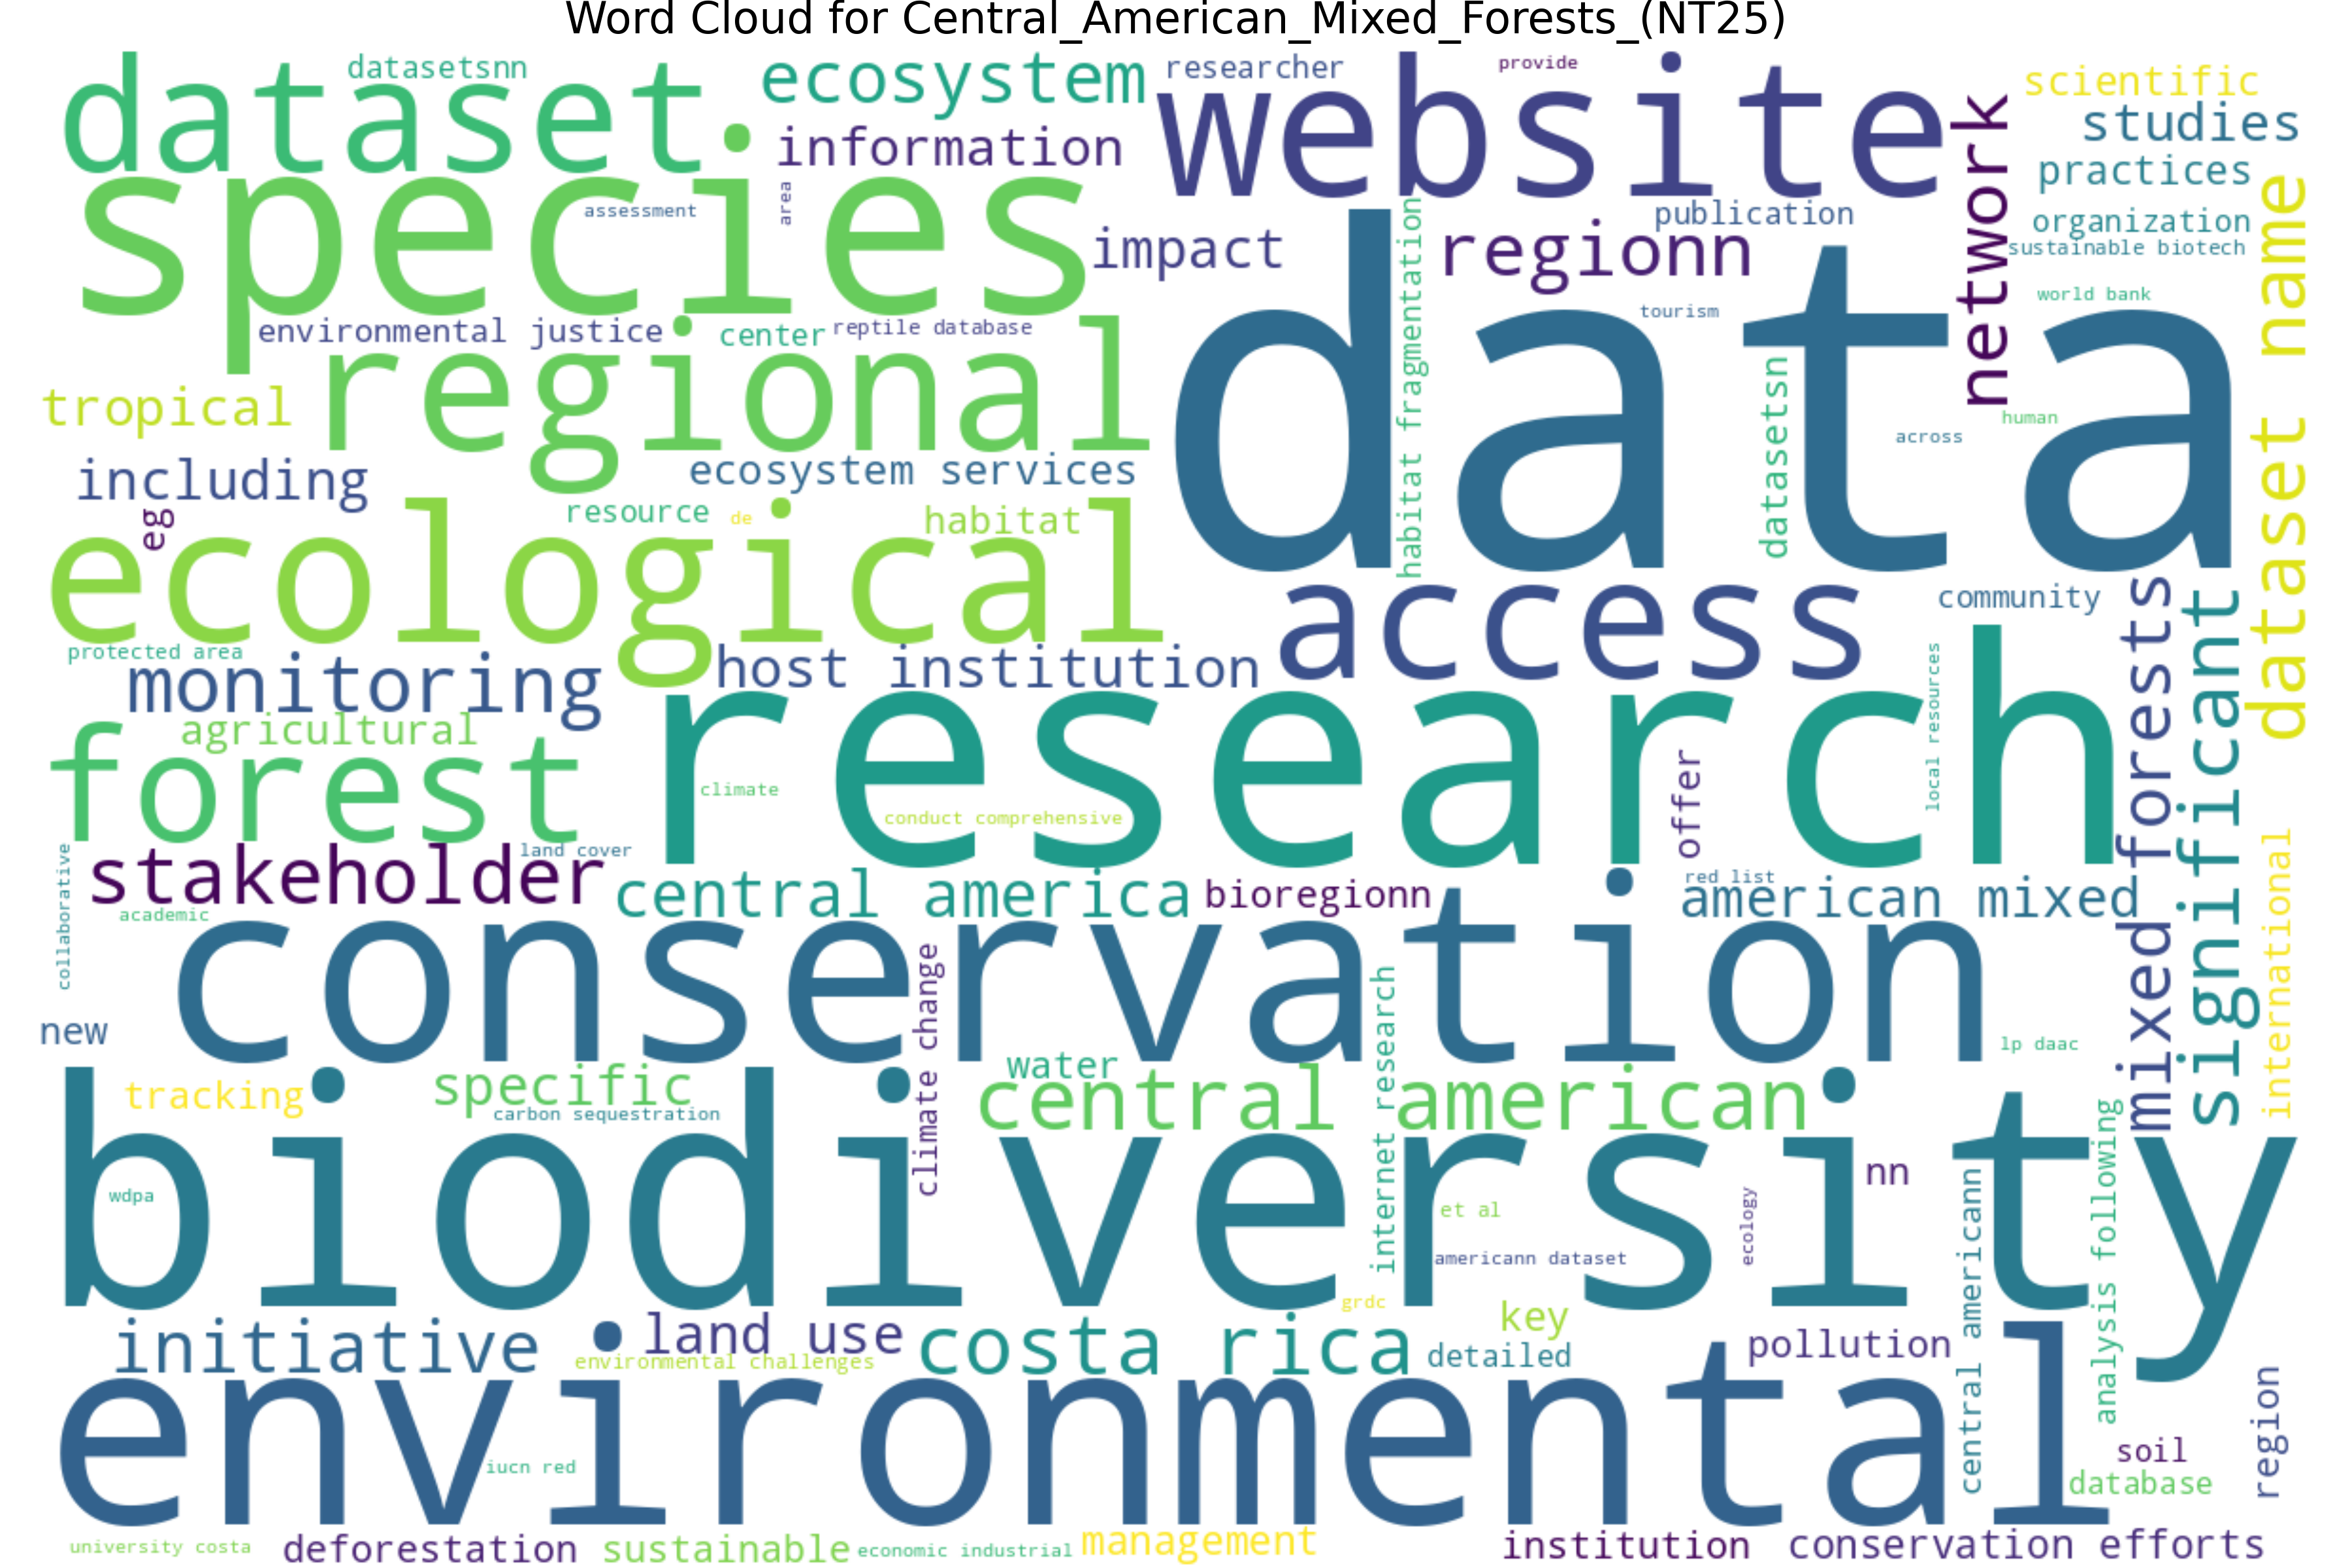 Word Cloud for Central_American_Mixed_Forests_(NT25)
dataset
datasetsnn
ecosystem
researcher
website
provide
scientific
network
studies
information
practices
species
assessment
area
impact
habitat fragmentation
regionn
publication
organization
sustainable biotech
dataset name
data
environmental justice
center
reptile database
tourism
world bank
regional
tropical
datasetsn
across
human
including
ecosystem services
eg
resource
de
habitat
ecological
access
community
mixed forests
significant
protected area
monitoring
host institution
research
local resources
agricultural
forest
climate
offer
conduct comprehensive
international
collaborative
stakeholder
land cover
central america
bioregionn
red list
american mixed
academic
conservation
climate change
internet research
new
lp daac
tracking
specific
water
central american
carbon sequestration
biodiversity
analysis following
wdpa
nn
central americann
et al
ecology
americann dataset
grdc
key
initiative
land use
costa rica
environmental challenges
detailed
pollution
environmental
region
iucn red
soil
database
university costa
deforestation
sustainable
economic industrial
management
institution
conservation efforts